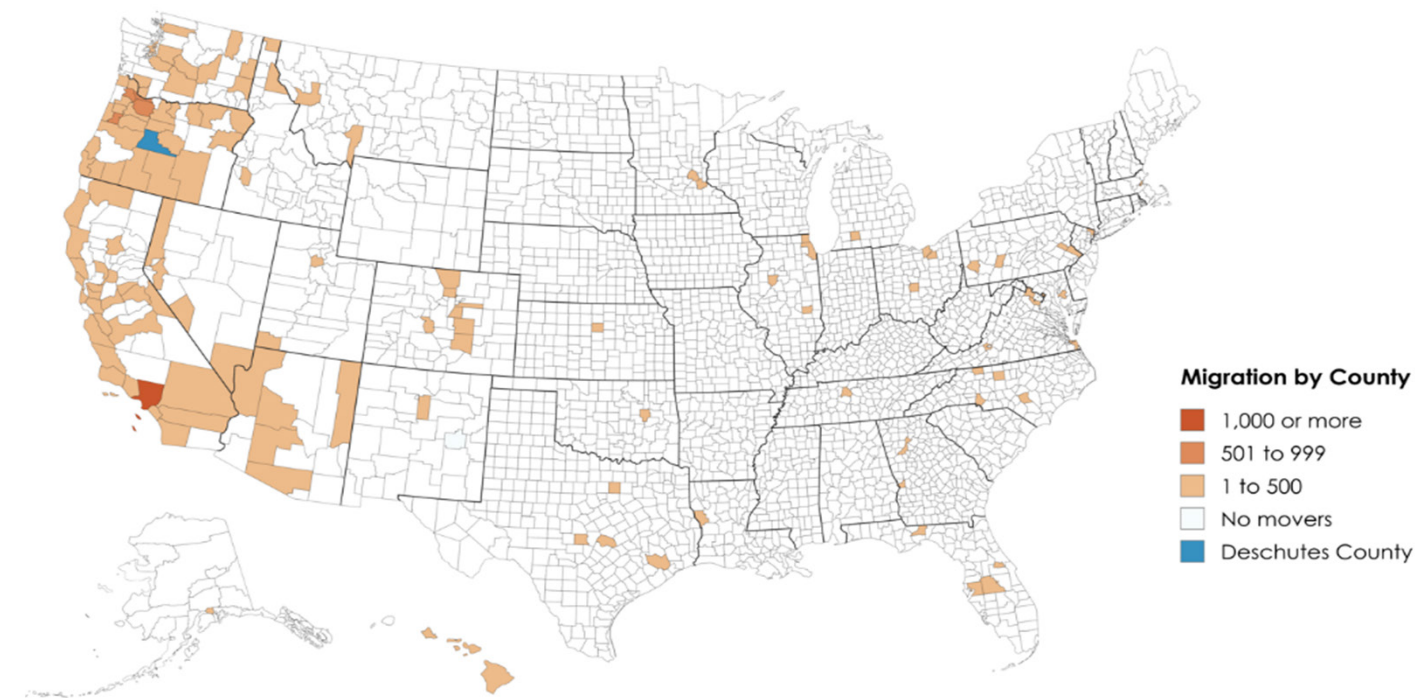 Migration by County
1,000 or more
501 to 999
1 to 500
No movers
Deschutes County